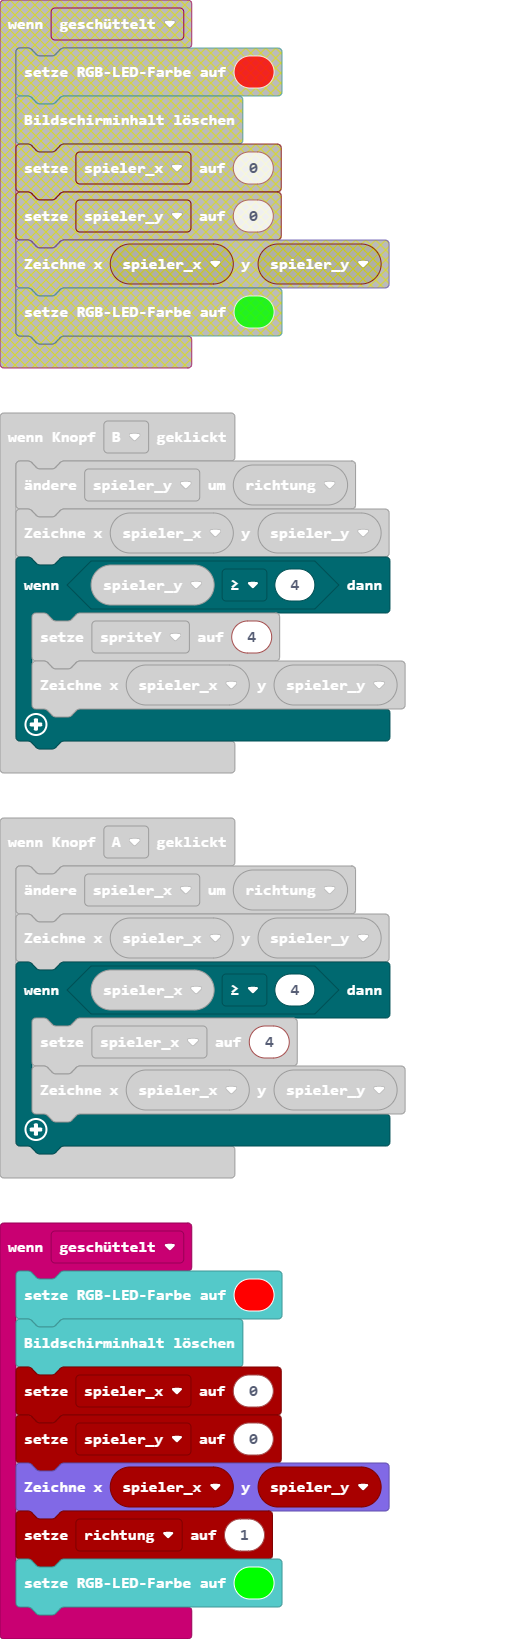 wenn geschüttelt
setze RGB-LED-Farbe auf
Bildschirminhalt löschen
setze spieler_x auf 0
setze spieler_y auf 0
Zeichne x spieler_x y spieler_y
setze RGB-LED-Farbe auf
wenn Knopf B geklickt
ändere spieler_y um richtung
Zeichne x spieler_x y spieler_y
wenn spieler_y ≥ 4 dann
setze spriteY auf 4
Zeichne x spieler_x y spieler_y
wenn Knopf A geklickt
ändere spieler_x um richtung
Zeichne x spieler_x y spieler_y
wenn spieler_x ≥ 4 dann
setze spieler_x auf 4
Zeichne x spieler_x y spieler_y
wenn geschüttelt
setze RGB-LED-Farbe auf
Bildschirminhalt löschen
setze spieler_x auf 0
setze spieler_y auf 0
Zeichne x spieler_x y spieler_y
setze richtung auf 1
setze RGB-LED-Farbe auf